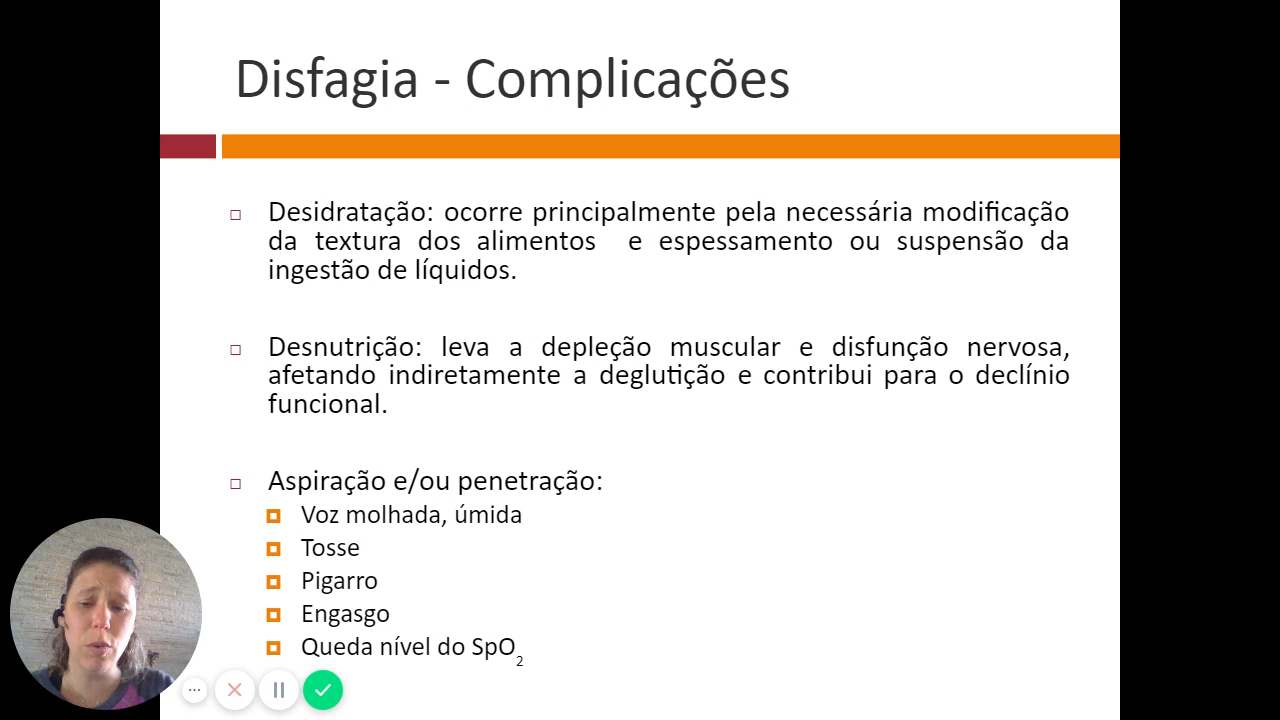 Disfagia - Complicações
Desidratação: ocorre principalmente pela necessária modificação
da textura dos alimentos e espessamento ou suspensão da
ingestão de líquidos.
Desnutrição: leva a depleção muscular e disfunção nervosa,
afetando indiretamente a deglutição e contribui para o declínio
funcional.
Aspiração e/ou penetração:
Voz molhada, úmida
Tosse
Pigarro
Engasgo
Queda nível do SpO₂